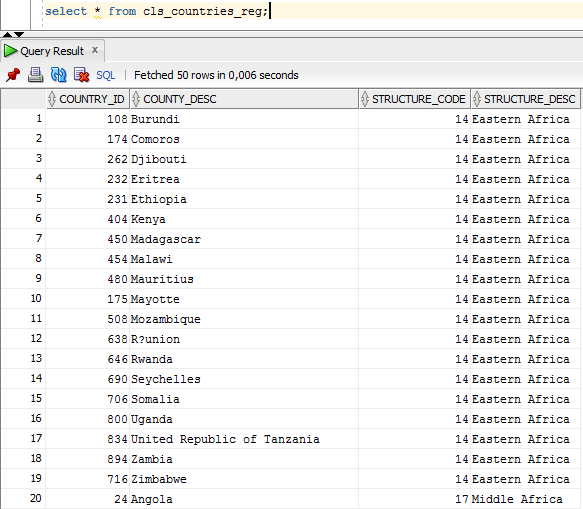 select * from cls_countries_reg;
Query Result x
SQL | Fetched 50 rows in 0,006 seconds
COUNTRY_ID COUNTY_DESC STRUCTURE_CODE STRUCTURE_DESC
1 108 Burundi 14 Eastern Africa
2 174 Comoros 14 Eastern Africa
3 262 Djibouti 14 Eastern Africa
4 232 Eritrea 14 Eastern Africa
5 231 Ethiopia 14 Eastern Africa
6 404 Kenya 14 Eastern Africa
7 450 Madagascar 14 Eastern Africa
8 454 Malawi 14 Eastern Africa
9 480 Mauritius 14 Eastern Africa
10 175 Mayotte 14 Eastern Africa
11 508 Mozambique 14 Eastern Africa
12 638 R?union 14 Eastern Africa
13 646 Rwanda 14 Eastern Africa
14 690 Seychelles 14 Eastern Africa
15 706 Somalia 14 Eastern Africa
16 800 Uganda 14 Eastern Africa
17 834 United Republic of Tanzania 14 Eastern Africa
18 894 Zambia 14 Eastern Africa
19 716 Zimbabwe 14 Eastern Africa
20 24 Angola 17 Middle Africa